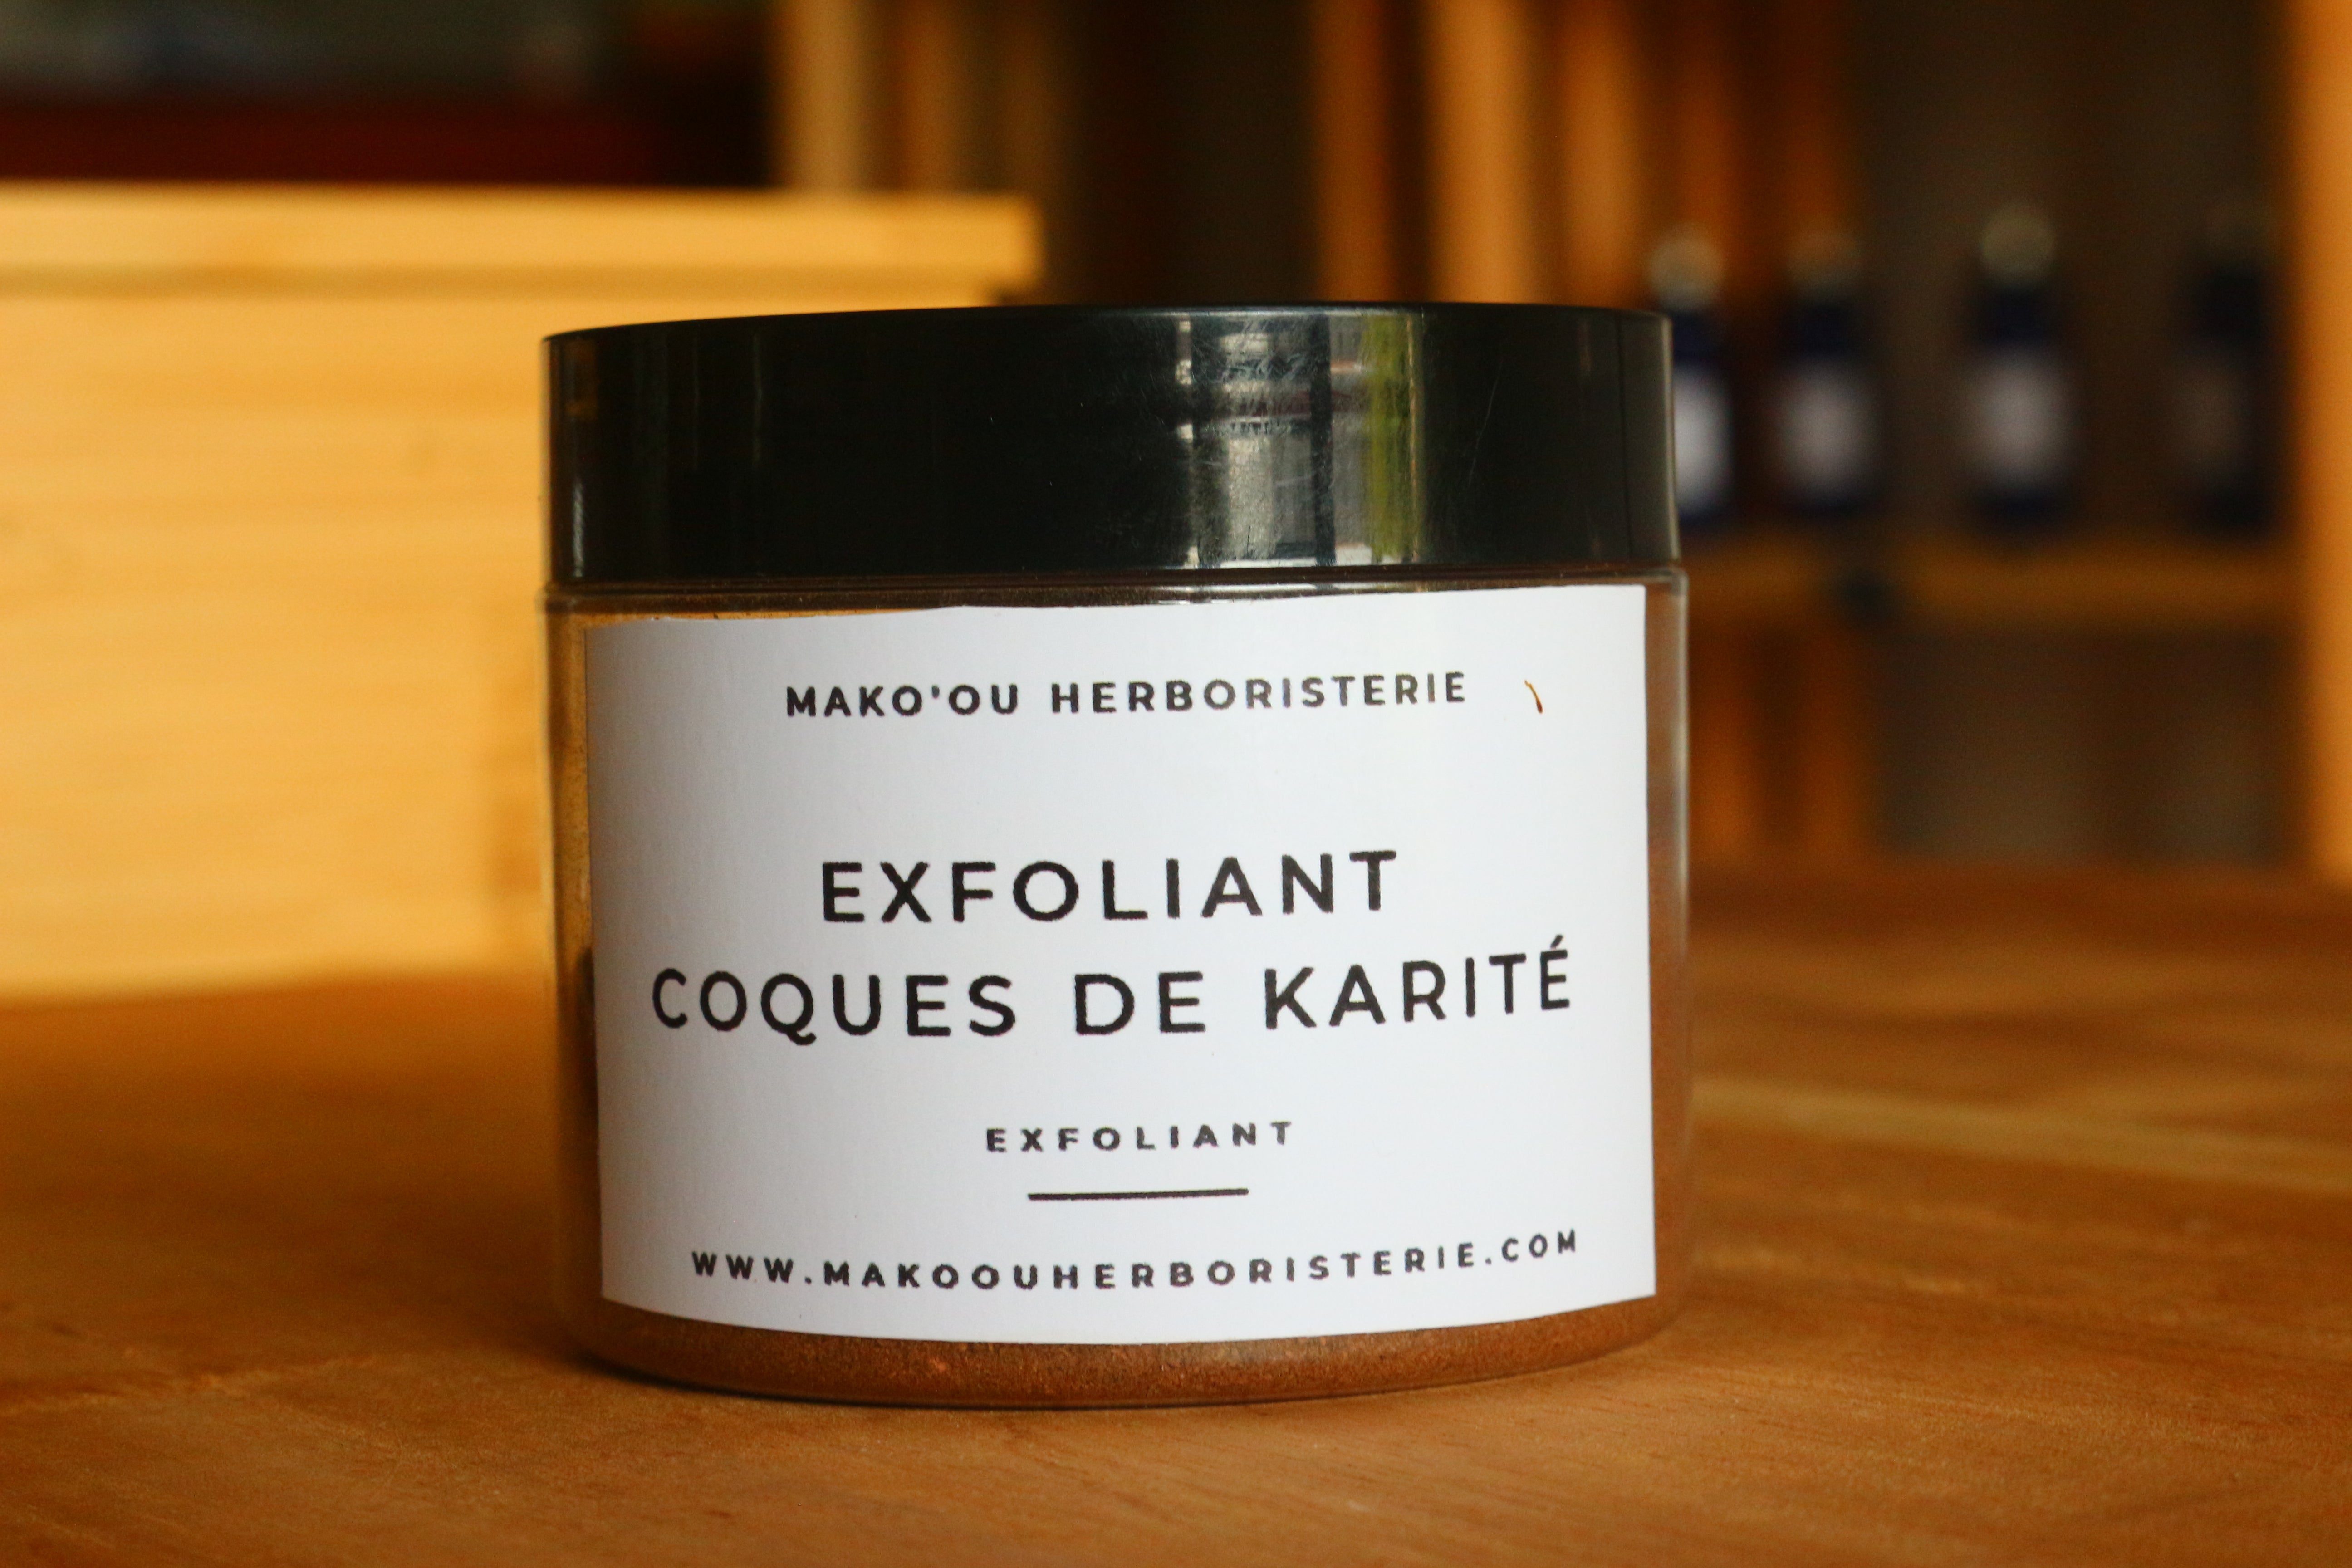 MAKO'OU HERBORISTERIE
EXFOLIANT
COQUES DE KARITÉ
EXFOLIANT
WWW.MAKOOUHERBORISTERIE.COM